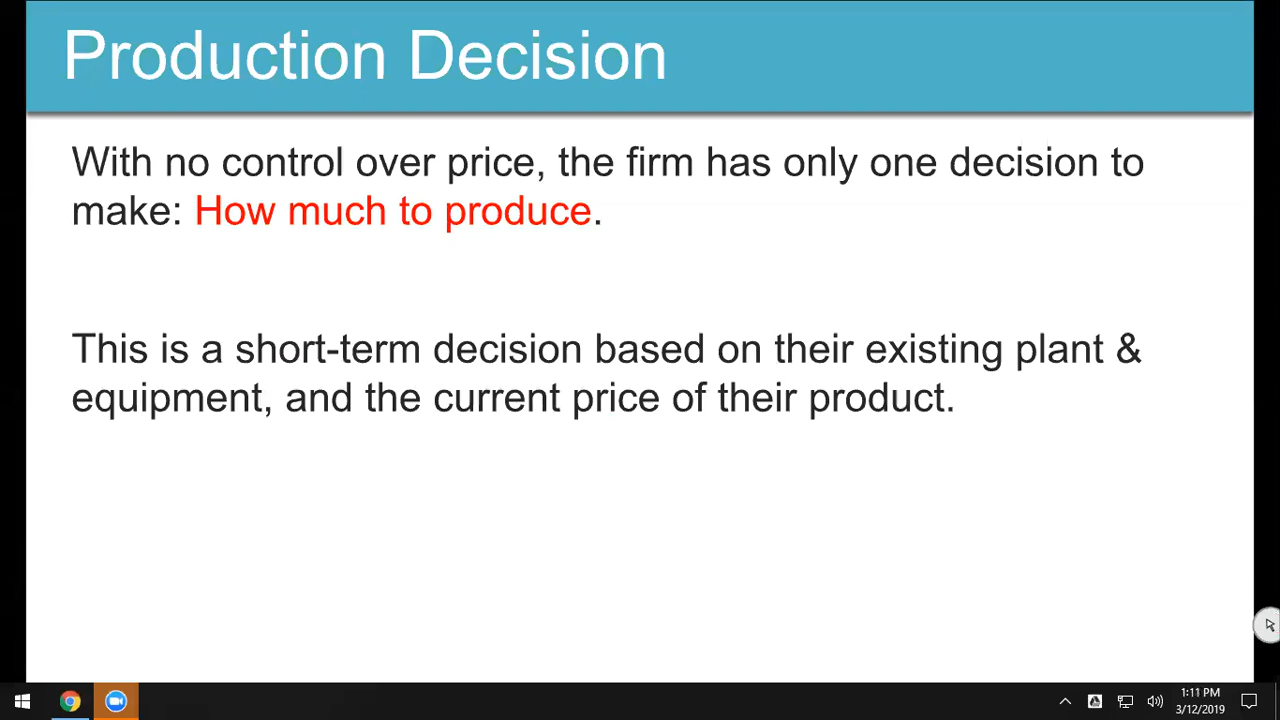 Production Decision
With no control over price, the firm has only one decision to
make: How much to produce.
This is a short-term decision based on their existing plant &
equipment, and the current price of their product.
1:11 PM
3/12/2019